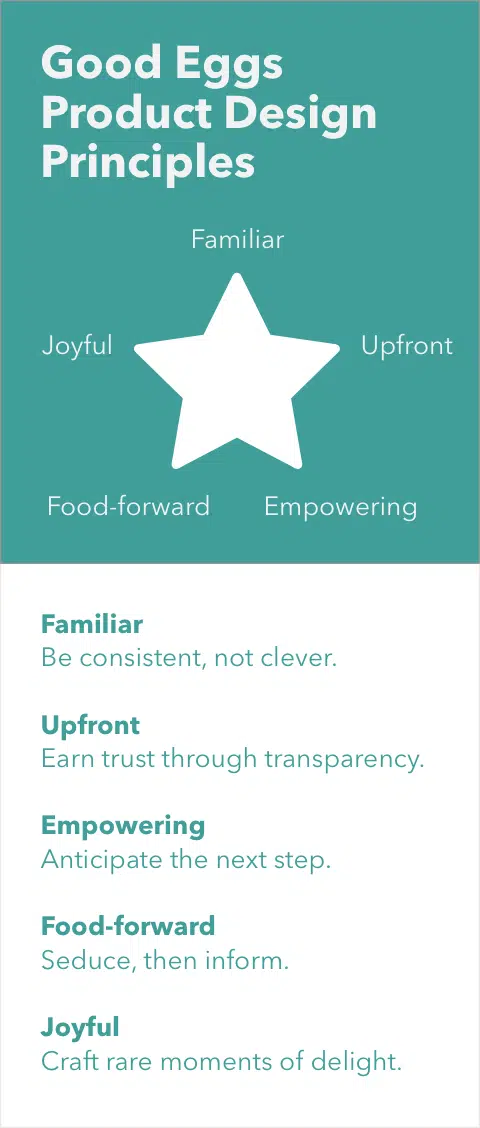 Good Eggs
Product Design
Principles
Familiar
Joyful
Upfront
Food-forward
Empowering
Familiar
Be consistent, not clever.
Upfront
Earn trust through transparency.
Empowering
Anticipate the next step.
Food-forward
Seduce, then inform.
Joyful
Craft rare moments of delight.